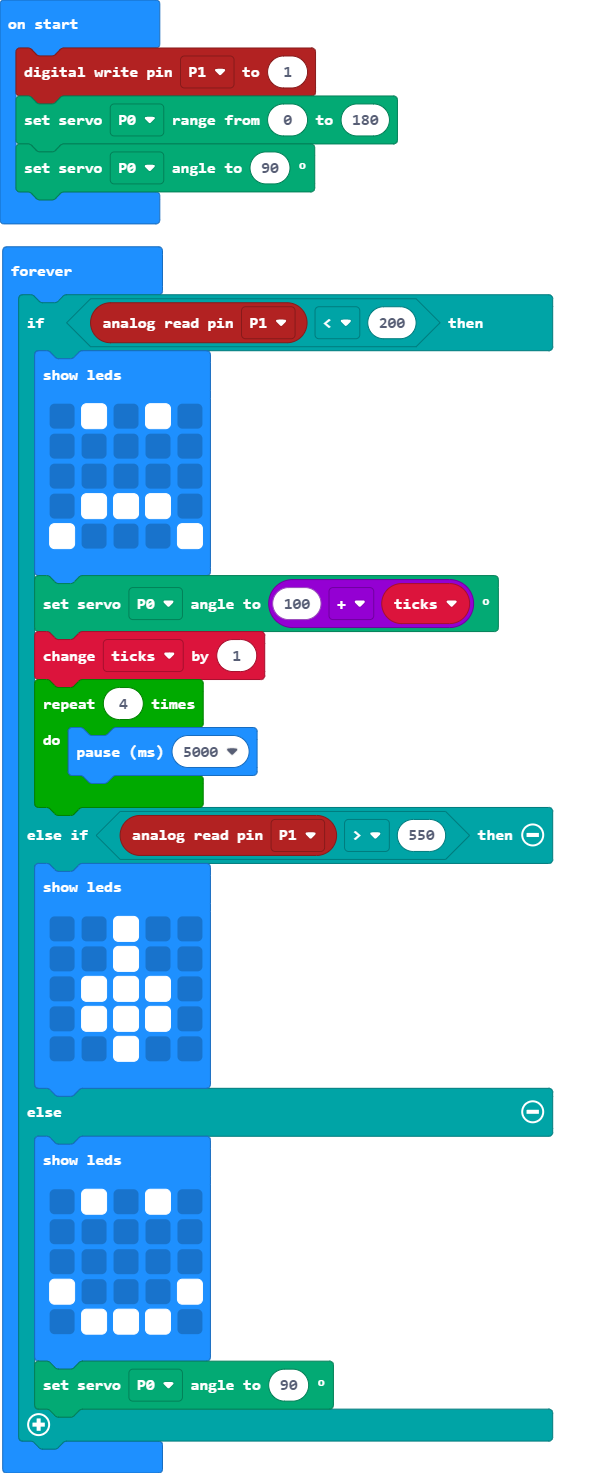 on start
digital write pin P1 to 1
set servo P0 range from 0 to 180
set servo P0 angle to 90 °
forever
if analog read pin P1 < 200 then
show leds
set servo P0 angle to 100 + ticks °
change ticks by 1
repeat 4 times
do pause (ms) 5000
else if analog read pin P1 > 550 then
show leds
else
show leds
set servo P0 angle to 90 °